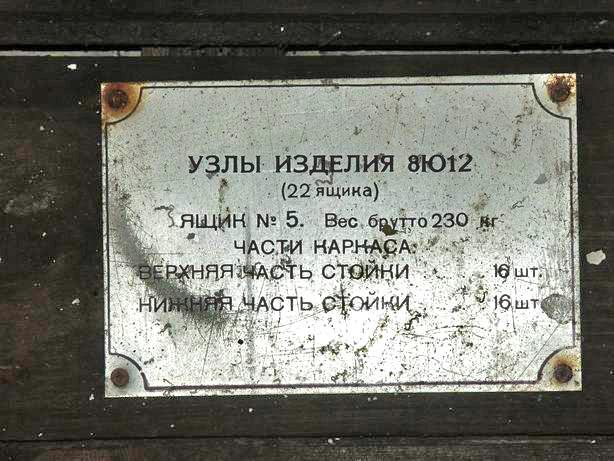 УЗЛЫ ИЗДЕЛИЯ 8Ю12
(22 ящика)
ЯЩИК № 5. Вес брутто 230 кг
ЧАСТИ КАРКАСА
ВЕРХНЯЯ ЧАСТЬ СТОЙКИ 16 шт.
НИЖНЯЯ ЧАСТЬ СТОЙКИ 16 шт